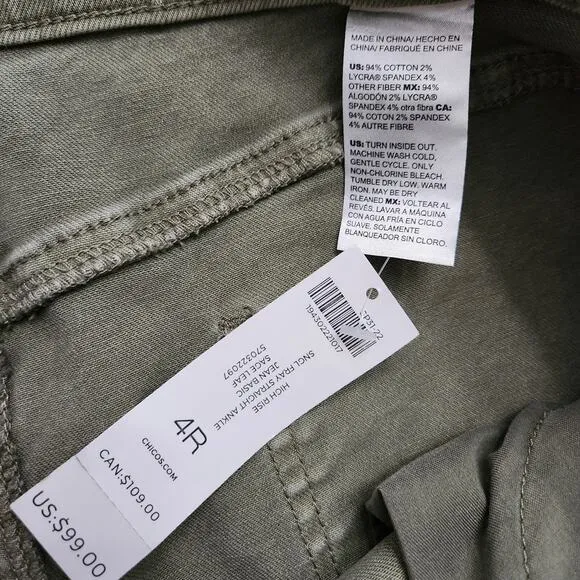 MADE IN CHINA/ HECHO EN
CHINA/ FABRIQUÉ EN CHINE
US: 94% COTTON 2%
LYCRA® SPANDEX 4%
OTHER FIBER MX: 94%
ALGODÓN 2% LYCRA®
SPANDEX 4% otra fibra CA:
94% COTON 2% SPANDEX
4% AUTRE FIBRE
US: TURN INSIDE OUT.
MACHINE WASH COLD,
GENTLE CYCLE. ONLY
NON-CHLORINE BLEACH.
TUMBLE DRY LOW. WARM
IRON. MAY BE DRY
CLEANED MX: VOLTEAR AL
REVÉS. LAVAR A MÁQUINA
CON AGUA FRÍA EN CICLO
SUAVE. SOLAMENTE
BLANQUEADOR SIN CLORO.
194302221017
HIGH RISE
SNGL FRAY STRAIGHT ANKLE
JEAN BASIC
SAGE LEAF
570322097
4R
CHICOS.COM
CAN:$109.00
US:$99.00